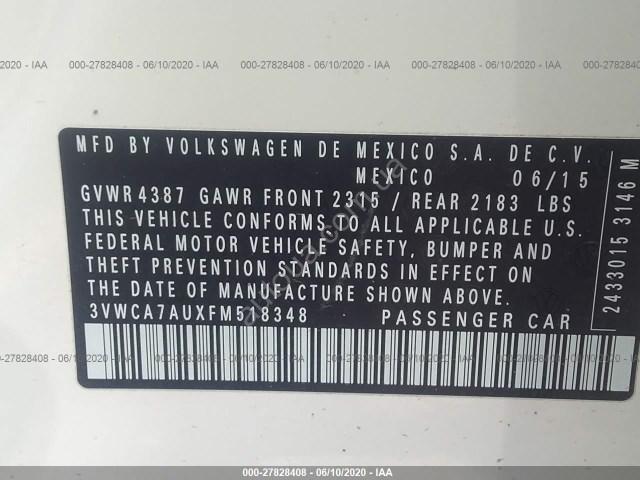 /2020 - IAA
000-27828408 - 06/10/2020 - IAA
000-27828408 - 06/1
MFD BY VOLKSWAGEN DE MEXICO S.A. DE C.V.
MEXICO 06/15
GVWR 4387 GAWR FRONT 2315 / REAR 2183 LBS
THIS VEHICLE CONFORMS TO ALL APPLICABLE U.S.
FEDERAL MOTOR VEHICLE SAFETY, BUMPER AND
THEFT PREVENTION STANDARDS IN EFFECT ON
THE DATE OF MANUFACTURE SHOWN ABOVE.
PASSENGER CAR
2433015 3146 M
000-27828408 - 06/10/2020 - IAA
000-27828408 - 06/10/2020 - IAA